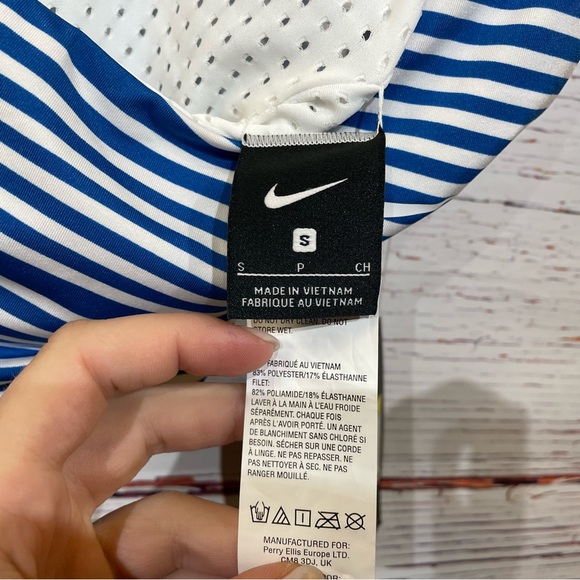 S
S P CH
MADE IN VIETNAM
FABRIQUÉ AU VIETNAM
DO NOT DRY CLEAN. DO NOT
STORE WET.
FABRIQUÉ AU VIETNAM
83% POLYESTER/17% ÉLASTHANNE
FILET:
82% POLIAMIDE/18% ÉLASTHANNE
LAVER À LA MAIN À L'EAU FROIDE
SÉPARÉMENT. CHAQUE FOIS
APRÈS L'AVOIR PORTÉ. UN AGENT
DE BLANCHIMENT SANS CHLORE SI
BESOIN. SÉCHER SUR UNE CORDE
À LINGE. NE PAS REPASSER. NE
PAS NETTOYER À SEC. NE PAS
RANGER MOUILLÉ.
MANUFACTURED FOR:
Perry Ellis Europe LTD.
CM8 3DJ, UK